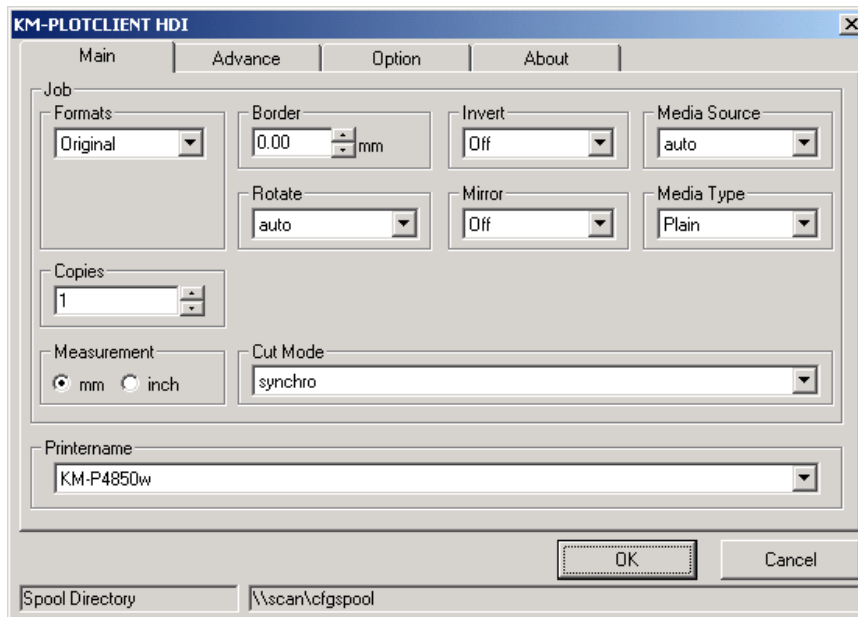 KM-PLOTCLIENT HDI
Main Advance Option About
Job
Formats Border Invert Media Source
Original 0.00 mm Off auto
Rotate Mirror Media Type
auto Off Plain
Copies
1
Measurement Cut Mode
mm inch synchro
Printername
KM-P4850w
OK Cancel
Spool Directory \\scan\cfgspool